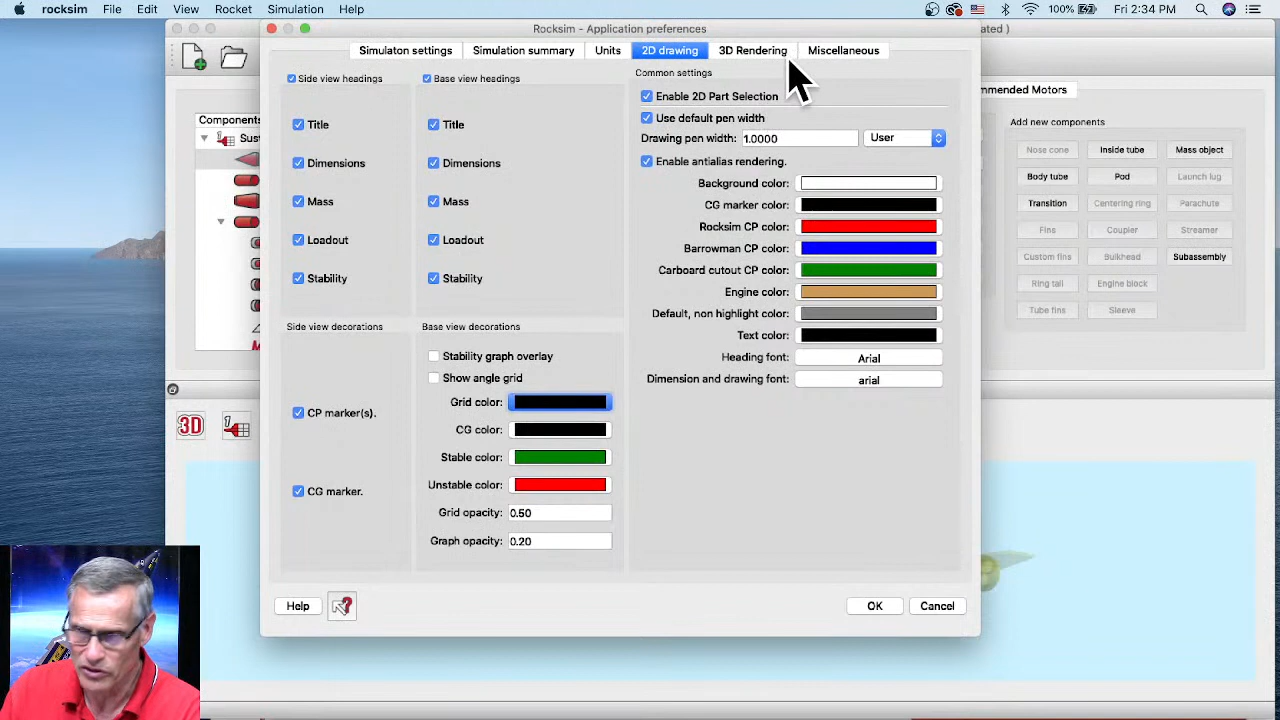 rocksim File Edit View Rocket Simulation Help
100% Fri 2:34 PM
Rocksim - Application preferences
ated )
Simulaton settings Simulation summary Units 2D drawing 3D Rendering Miscellaneous
Side view headings
Title
Dimensions
Mass
Loadout
Stability
Base view headings
Title
Dimensions
Mass
Loadout
Stability
Side view decorations
CP marker(s).
CG marker.
Base view decorations
Stability graph overlay
Show angle grid
Grid color:
CG color:
Stable color:
Unstable color:
Grid opacity: 0.50
Graph opacity: 0.20
Common settings
Enable 2D Part Selection
Use default pen width
Drawing pen width: 1.0000 User
Enable antialias rendering.
Background color:
CG marker color:
Rocksim CP color:
Barrowman CP color:
Carboard cutout CP color:
Engine color:
Default, non highlight color:
Text color:
Heading font: Arial
Dimension and drawing font: arial
Help OK Cancel
Components
Sus
mmended Motors
Add new components
Nose cone Inside tube Mass object
Body tube Pod Launch lug
Transition Centering ring Parachute
Fins Coupler Streamer
Custom fins Bulkhead Subassembly
Ring tail Engine block
Tube fins Sleeve
3D